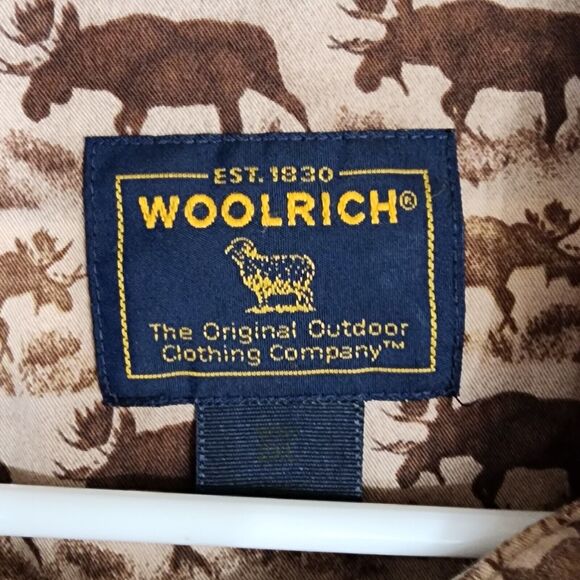 EST. 1830
WOOLRICH®
The Original Outdoor
Clothing Company™